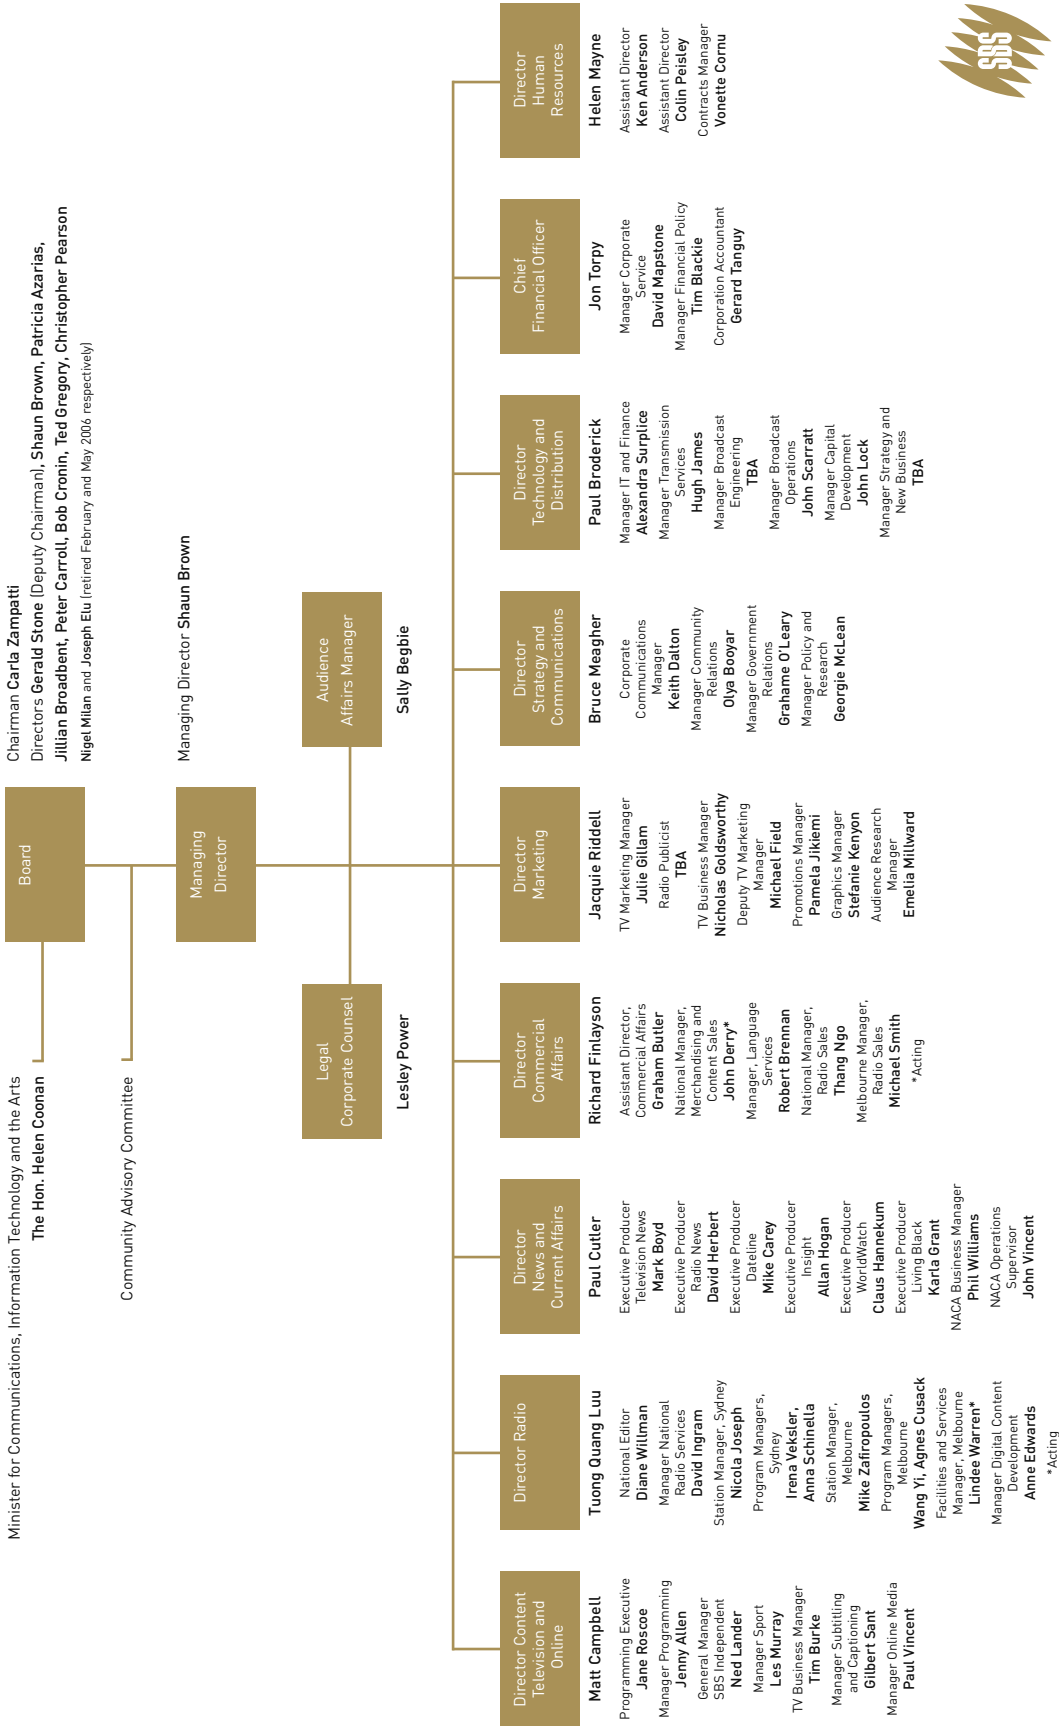 Minister for Communications, Information Technology and the Arts
The Hon. Helen Coonan
Board
Chairman Carla Zampatti
Directors Gerald Stone (Deputy Chairman), Shaun Brown, Patricia Azarias,
Jillian Broadbent, Peter Carroll, Bob Cronin, Ted Gregory, Christopher Pearson
Nigel Milan and Joseph Elu (retired February and May 2006 respectively)
Community Advisory Committee
Managing
Director
Managing Director Shaun Brown
Legal
Corporate Counsel
Lesley Power
Audience
Affairs Manager
Sally Begbie
Director Content
Television and
Online
Matt Campbell
Programming Executive
Jane Roscoe
Manager Programming
Jenny Allen
General Manager
SBS Independent
Ned Lander
Manager Sport
Les Murray
TV Business Manager
Tim Burke
Manager Subtitling
and Captioning
Gilbert Sant
Manager Online Media
Paul Vincent
Director Radio
Tuong Quang Luu
National Editor
Diane Willman
Manager National
Radio Services
David Ingram
Station Manager, Sydney
Nicola Joseph
Program Managers,
Sydney
Irena Veksler,
Anna Schinella
Station Manager,
Melbourne
Mike Zafiropoulos
Program Managers,
Melbourne
Wang Yi, Agnes Cusack
Facilities and Services
Manager, Melbourne
Lindee Warren*
Manager Digital Content
Development
Anne Edwards
*Acting
Director
News and
Current Affairs
Paul Cutler
Executive Producer
Television News
Mark Boyd
Executive Producer
Radio News
David Herbert
Executive Producer
Dateline
Mike Carey
Executive Producer
Insight
Allan Hogan
Executive Producer
WorldWatch
Claus Hannekum
Executive Producer
Living Black
Karla Grant
NACA Business Manager
Phil Williams
NACA Operations
Supervisor
John Vincent
Director
Commercial
Affairs
Richard Finlayson
Assistant Director,
Commercial Affairs
Graham Butler
National Manager,
Merchandising and
Content Sales
John Derry*
Manager, Language
Services
Robert Brennan
National Manager,
Radio Sales
Thang Ngo
Melbourne Manager,
Radio Sales
Michael Smith
*Acting
Director
Marketing
Jacquie Riddell
TV Marketing Manager
Julie Gillam
Radio Publicist
TBA
TV Business Manager
Nicholas Goldsworthy
Deputy TV Marketing
Manager
Michael Field
Promotions Manager
Pamela Jikiemi
Graphics Manager
Stefanie Kenyon
Audience Research
Manager
Emelia Millward
Director
Strategy and
Communications
Bruce Meagher
Corporate
Communications
Manager
Keith Dalton
Manager Community
Relations
Olya Booyar
Manager Government
Relations
Grahame O'Leary
Manager Policy and
Research
Georgie McLean
Director
Technology and
Distribution
Paul Broderick
Manager IT and Finance
Alexandra Surplice
Manager Transmission
Services
Hugh James
Manager Broadcast
Engineering
TBA
Manager Broadcast
Operations
John Scarratt
Manager Capital
Development
John Lock
Manager Strategy and
New Business
TBA
Chief
Financial Officer
Jon Torpy
Manager Corporate
Service
David Mapstone
Manager Financial Policy
Tim Blackie
Corporation Accountant
Gerard Tanguy
Director
Human
Resources
Helen Mayne
Assistant Director
Ken Anderson
Assistant Director
Colin Peisley
Contracts Manager
Vonette Cornu
SBS